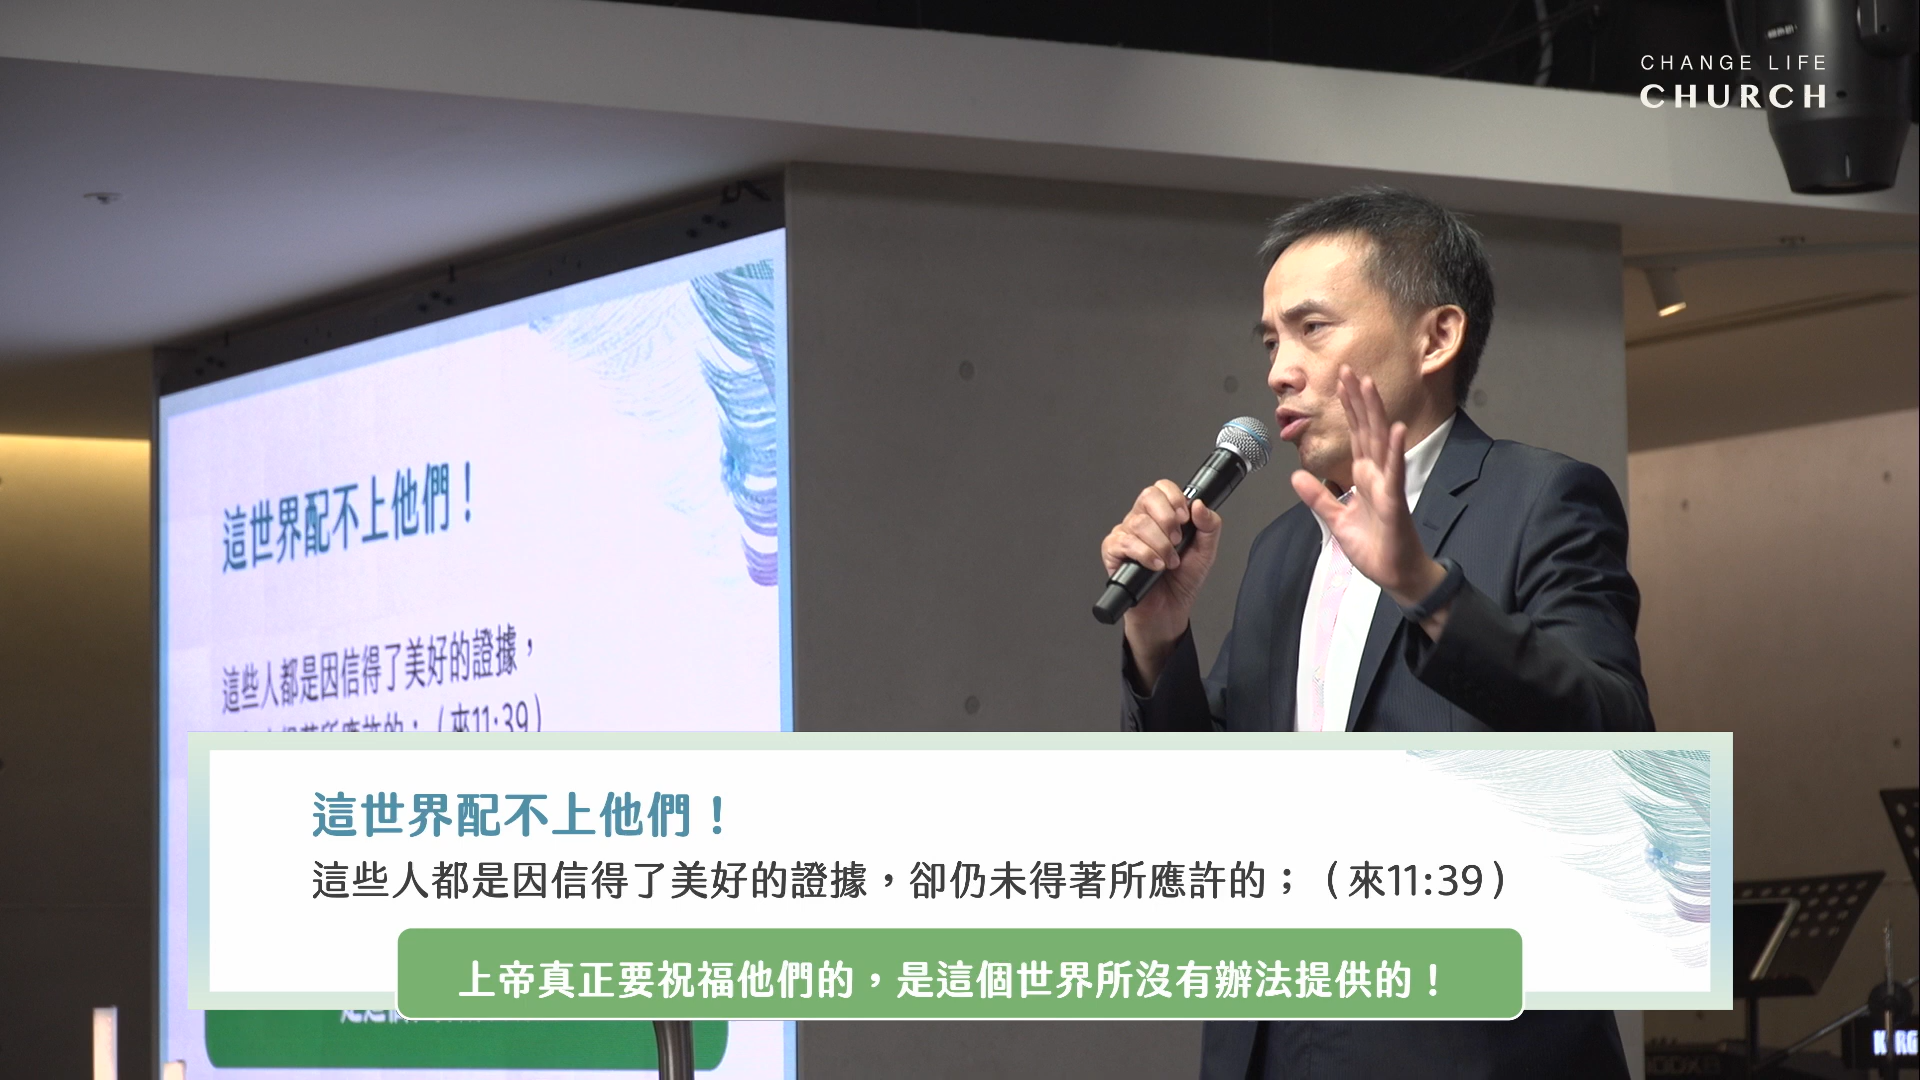 CHANGE LIFE
CHURCH
這世界配不上他們！
這些人都是因信得了美好的證據，
（來11:39）
這世界配不上他們！
這些人都是因信得了美好的證據，卻仍未得著所應許的；（來11:39）
上帝真正要祝福他們的，是這個世界所沒有辦法提供的！